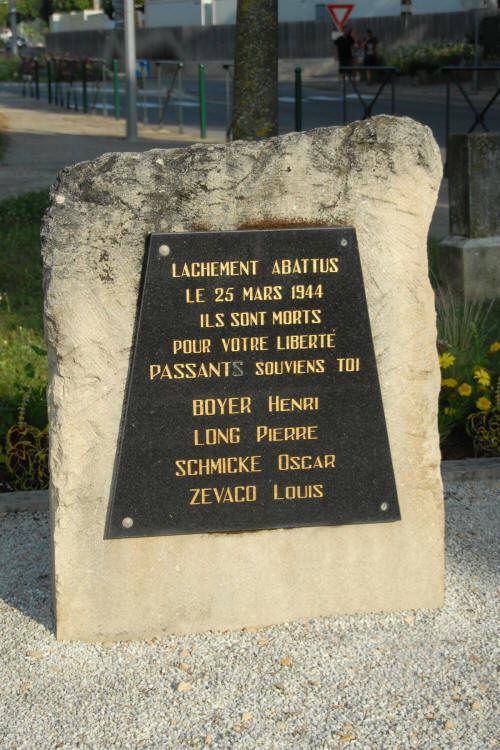 LACHEMENT ABATTUS
LE 25 MARS 1944
ILS SONT MORTS
POUR VOTRE LIBERTÉ
PASSANTS SOUVIENS TOI
BOYER HENRI
LONG PIERRE
SCHMICKE OSCAR
ZEVACO LOUIS